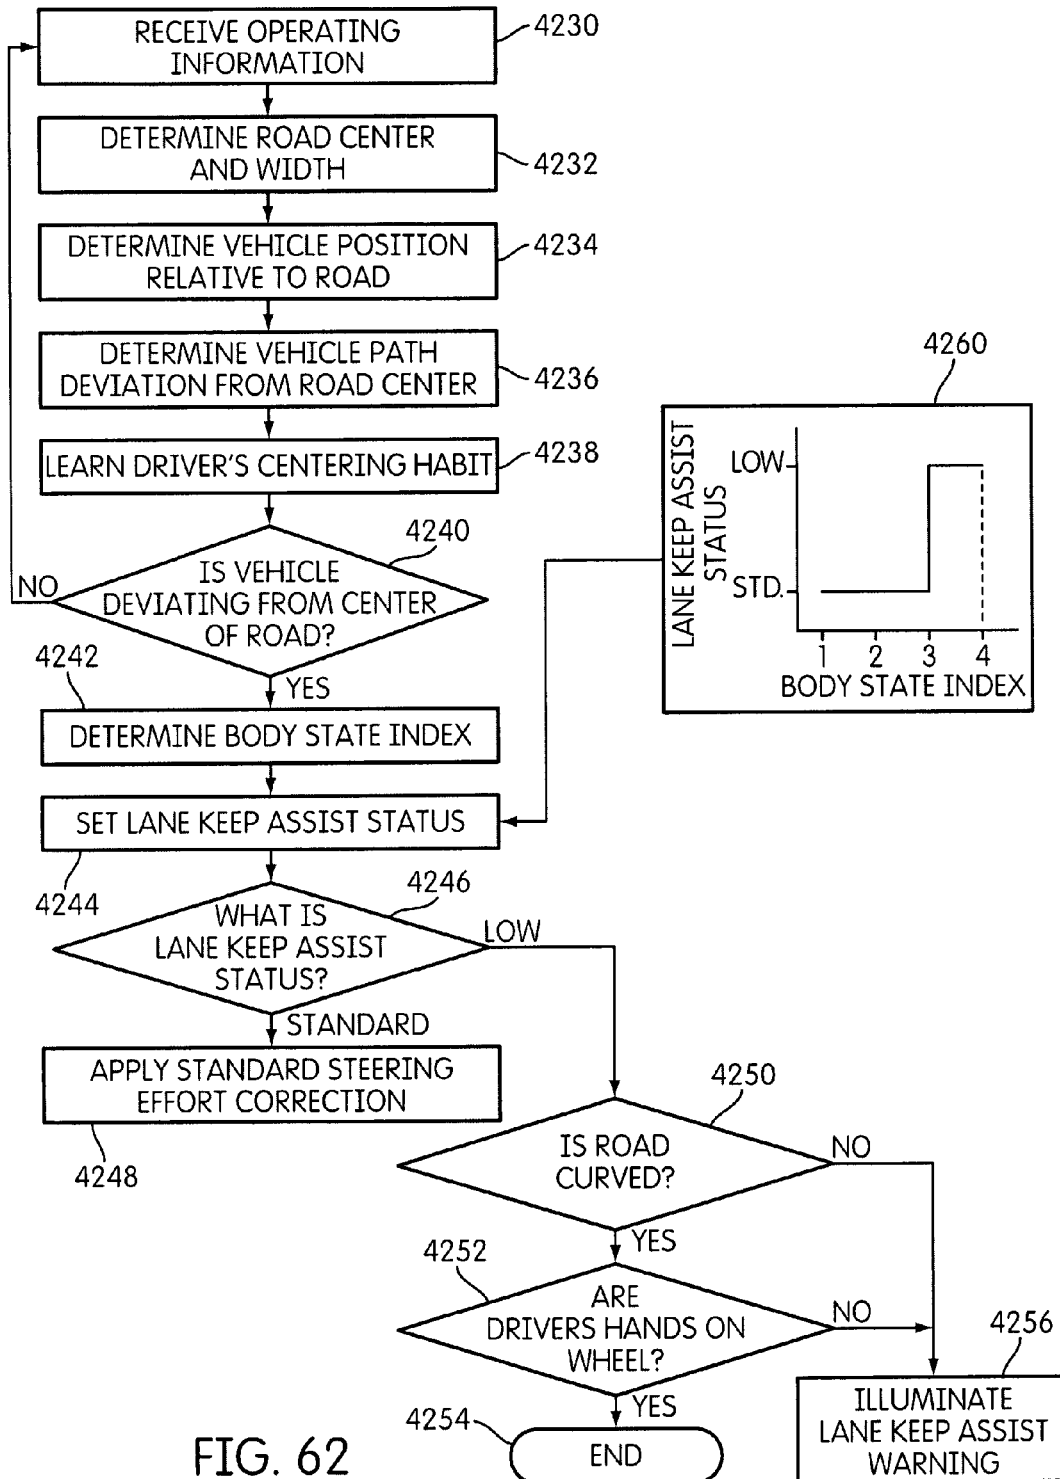 RECEIVE OPERATING
INFORMATION
4230
DETERMINE ROAD CENTER
AND WIDTH
4232
DETERMINE VEHICLE POSITION
RELATIVE TO ROAD
4234
DETERMINE VEHICLE PATH
DEVIATION FROM ROAD CENTER
4236
LEARN DRIVER'S CENTERING HABIT
4238
4240
IS VEHICLE
DEVIATING FROM CENTER
OF ROAD?
NO
YES
4242
DETERMINE BODY STATE INDEX
4260
LANE KEEP ASSIST
STATUS
LOW
STD.
1 2 3 4
BODY STATE INDEX
SET LANE KEEP ASSIST STATUS
4244
4246
WHAT IS
LANE KEEP ASSIST
STATUS?
LOW
STANDARD
APPLY STANDARD STEERING
EFFORT CORRECTION
4248
4250
IS ROAD
CURVED?
NO
YES
4252
ARE
DRIVERS HANDS ON
WHEEL?
NO
YES
4254
END
4256
ILLUMINATE
LANE KEEP ASSIST
WARNING
FIG. 62